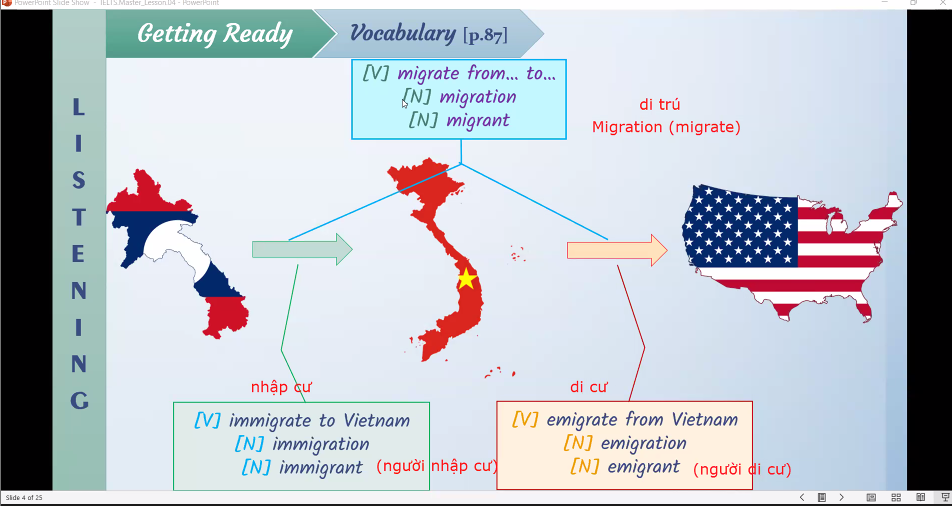 PowerPoint Slide Show - IELTS.Master_Lesson.04 - PowerPoint
Getting Ready
Vocabulary [p.87]
LISTENING
[V] migrate from... to...
[N] migration
[N] migrant
di trú
Migration (migrate)
nhập cư
[V] immigrate to Vietnam
[N] immigration
[N] immigrant (người nhập cư)
di cư
[V] emigrate from Vietnam
[N] emigration
[N] emigrant (người di cư)
Slide 4 of 25